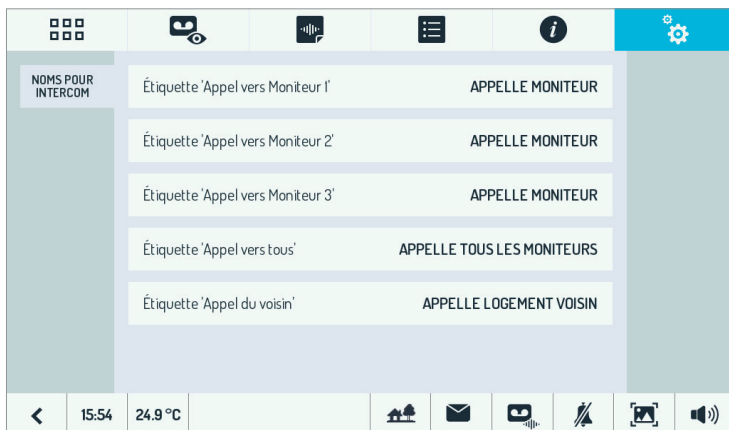 NOMS POUR
INTERCOM
Étiquette 'Appel vers Moniteur 1' APPELLE MONITEUR
Étiquette 'Appel vers Moniteur 2' APPELLE MONITEUR
Étiquette 'Appel vers Moniteur 3' APPELLE MONITEUR
Étiquette 'Appel vers tous' APPELLE TOUS LES MONITEURS
Étiquette 'Appel du voisin' APPELLE LOGEMENT VOISIN
15:54 24.9 °C